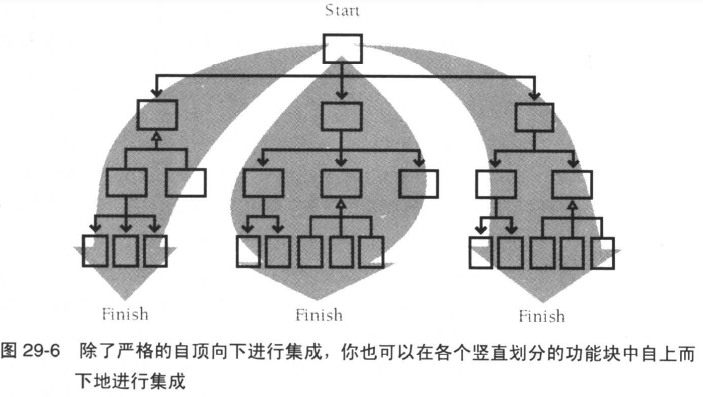 Start
Finish
Finish
Finish
图 29-6 除了严格的自顶向下进行集成，你也可以在各个竖直划分的功能块中自上而
下地进行集成